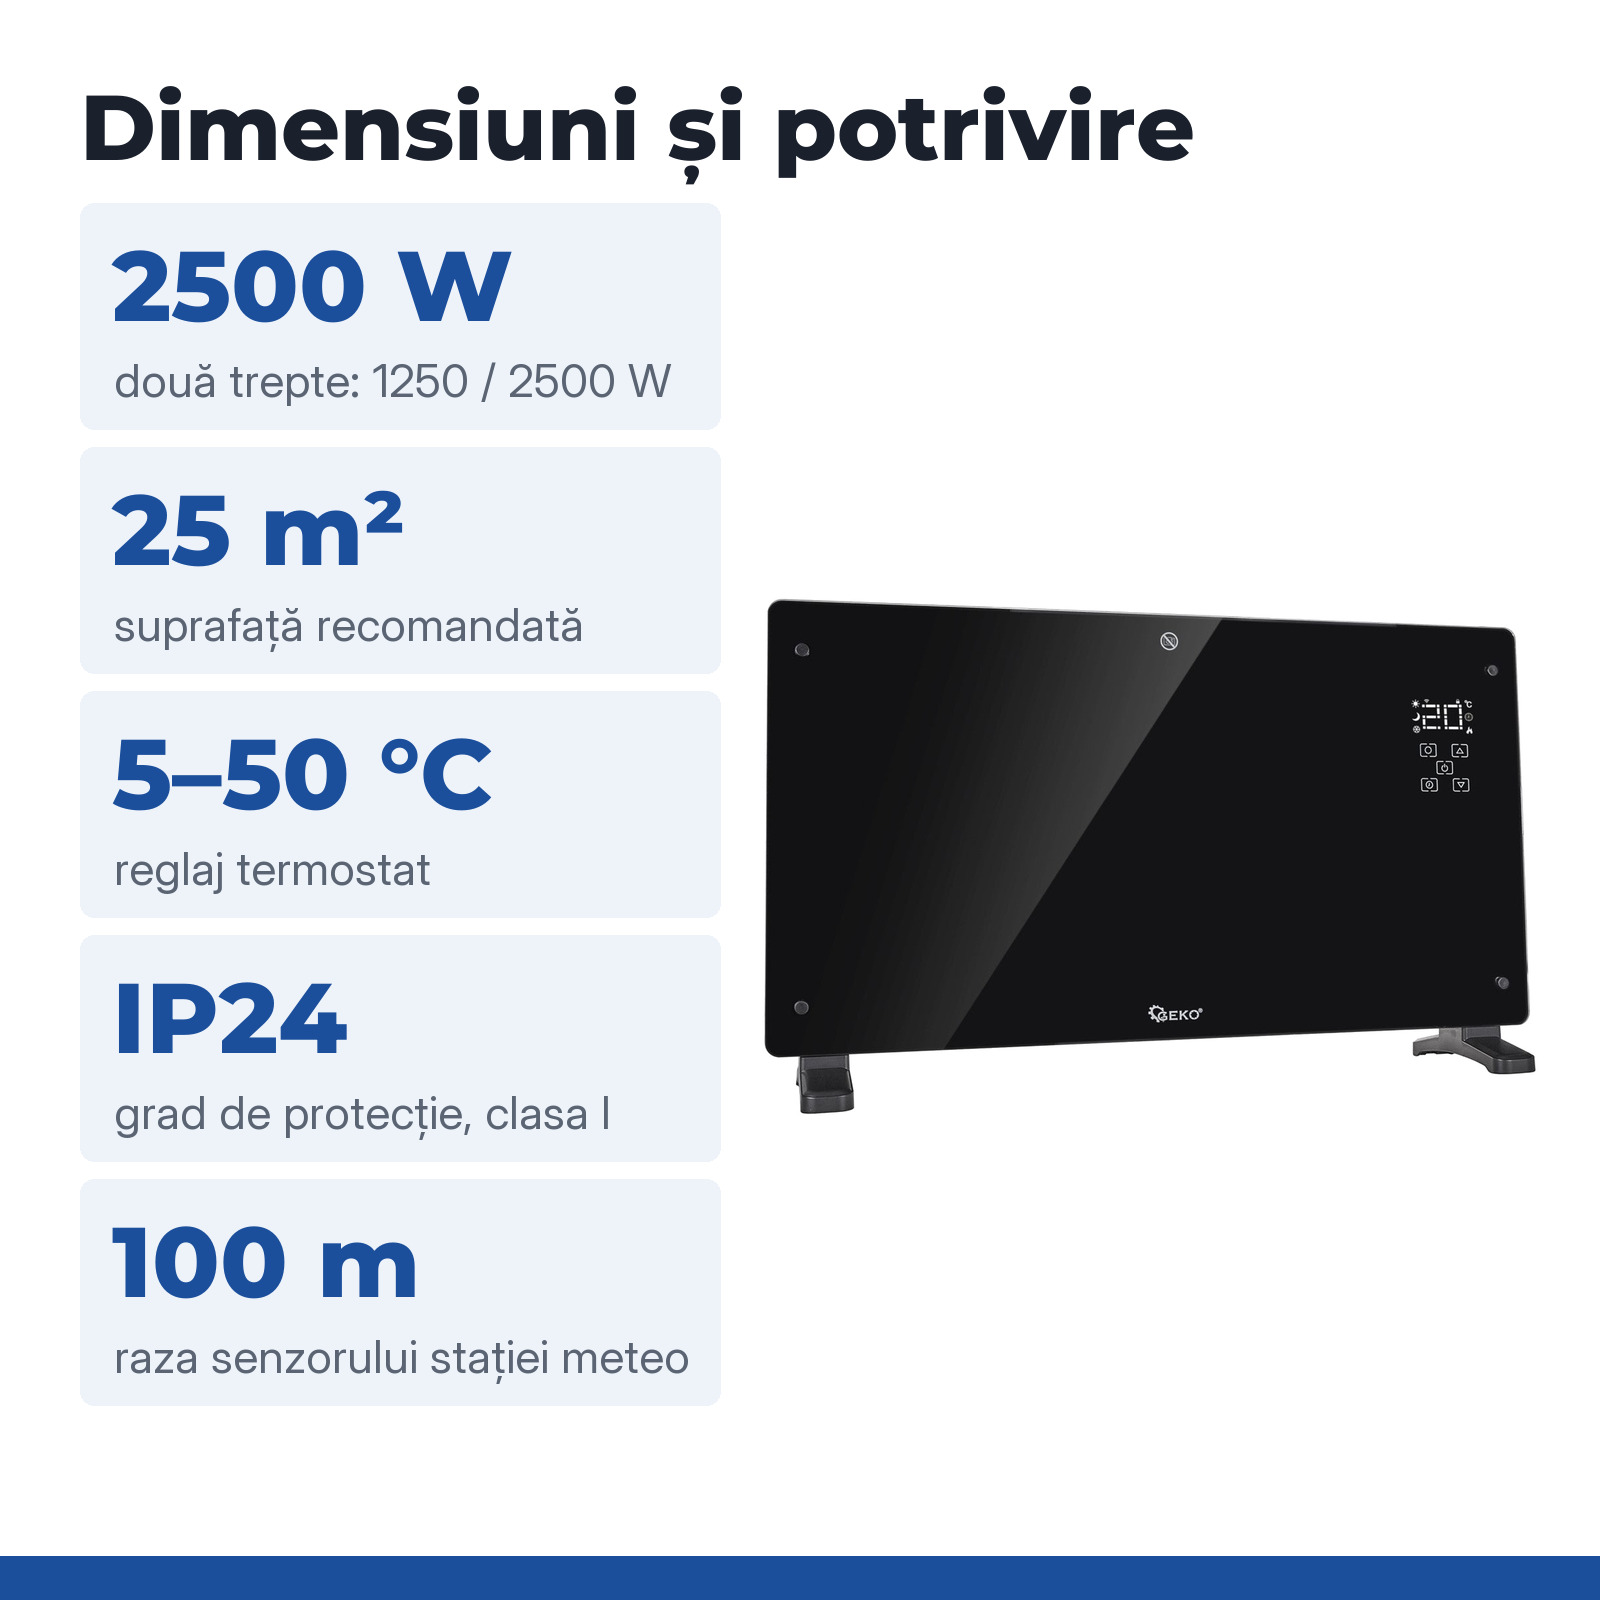 Dimensiuni și potrivire
2500 W
două trepte: 1250 / 2500 W
25 m²
suprafață recomandată
5–50 °C
reglaj termostat
IP24
grad de protecție, clasa I
100 m
raza senzorului stației meteo
20 °C
GEKO®